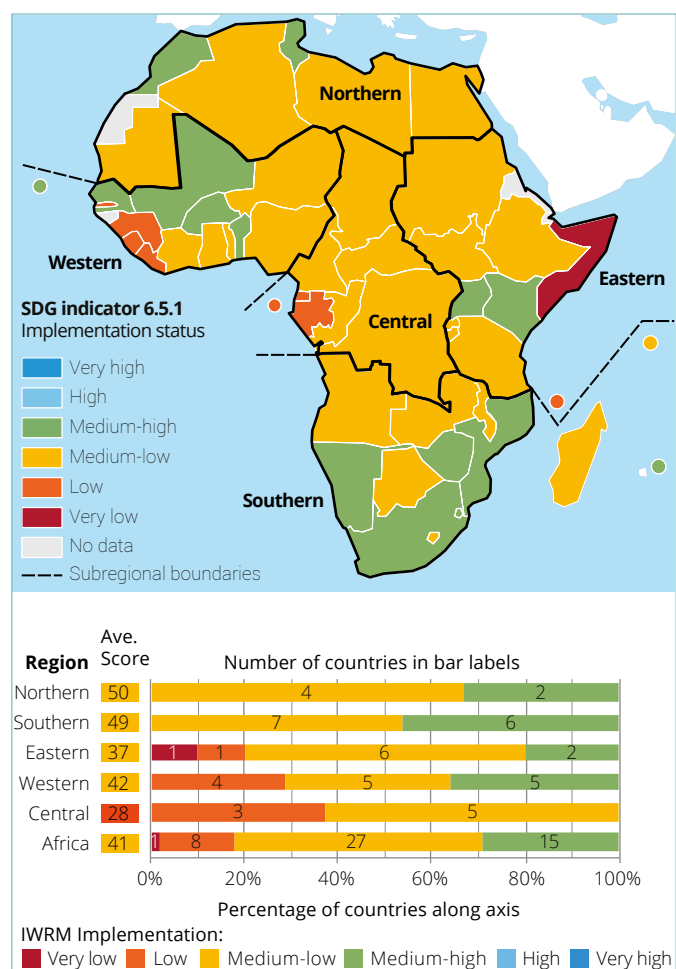 Northern
Western
Eastern
Central
Southern
SDG indicator 6.5.1
Implementation status
Very high
High
Medium-high
Medium-low
Low
Very low
No data
Subregional boundaries
Ave.
Region Score Number of countries in bar labels
Northern 50 4 2
Southern 49 7 6
Eastern 37 1 1 6 2
Western 42 4 5 5
Central 28 3 5
Africa 41 1 8 27 15
0% 20% 40% 60% 80% 100%
Percentage of countries along axis
IWRM Implementation:
Very low Low Medium-low Medium-high High Very high